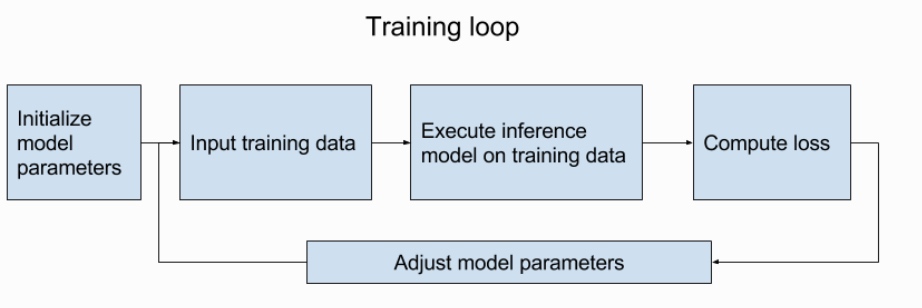 Training loop
Initialize
model
parameters
Input training data
Execute inference
model on training data
Compute loss
Adjust model parameters